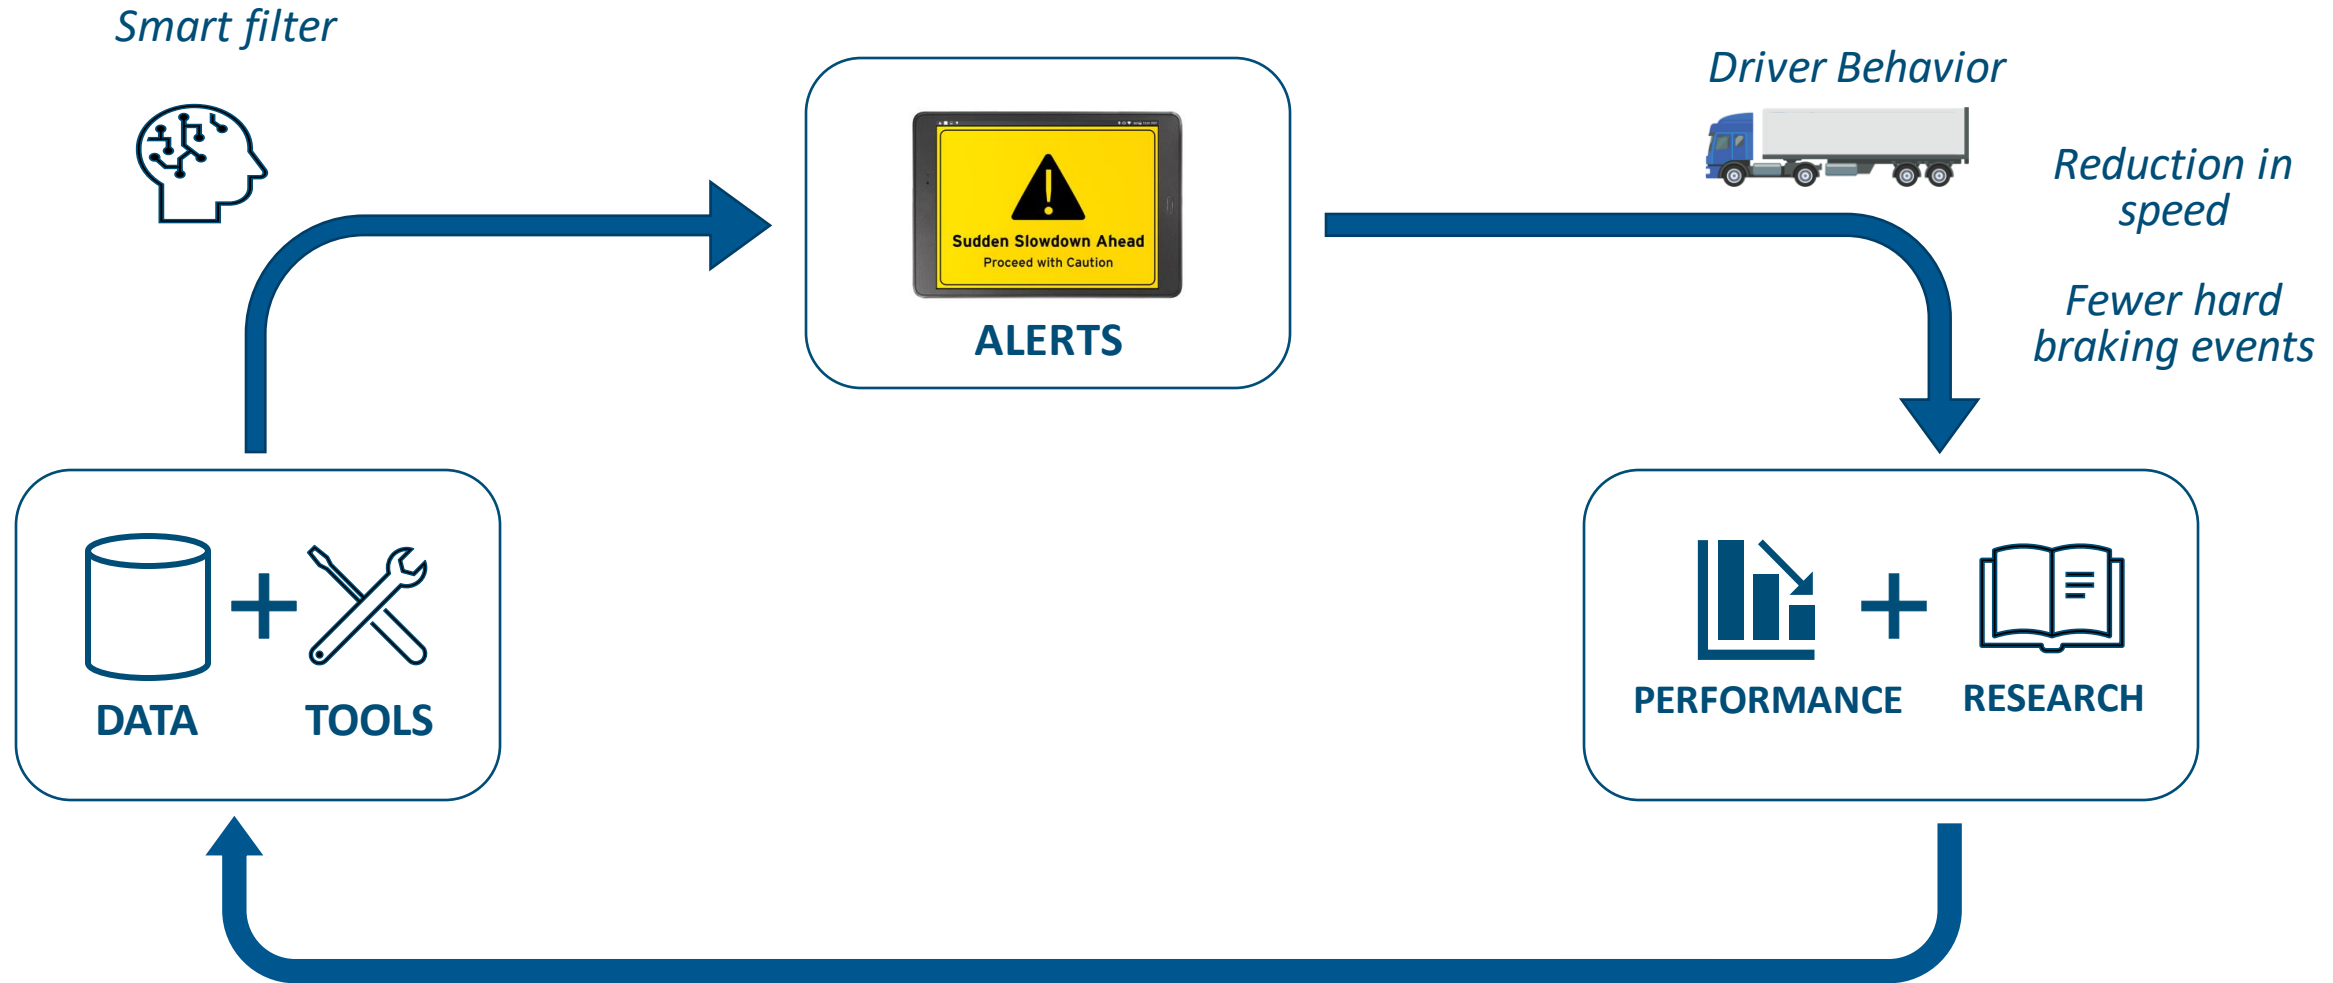 Smart filter
Sudden Slowdown Ahead
Proceed with Caution
ALERTS
Driver Behavior
Reduction in
speed
Fewer hard
braking events
DATA
TOOLS
PERFORMANCE
RESEARCH